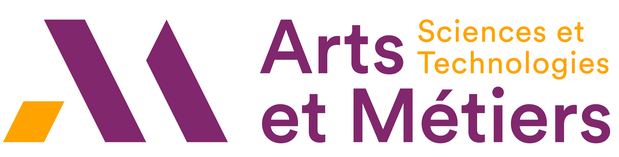 Arts
Sciences et
Technologies
et Métiers